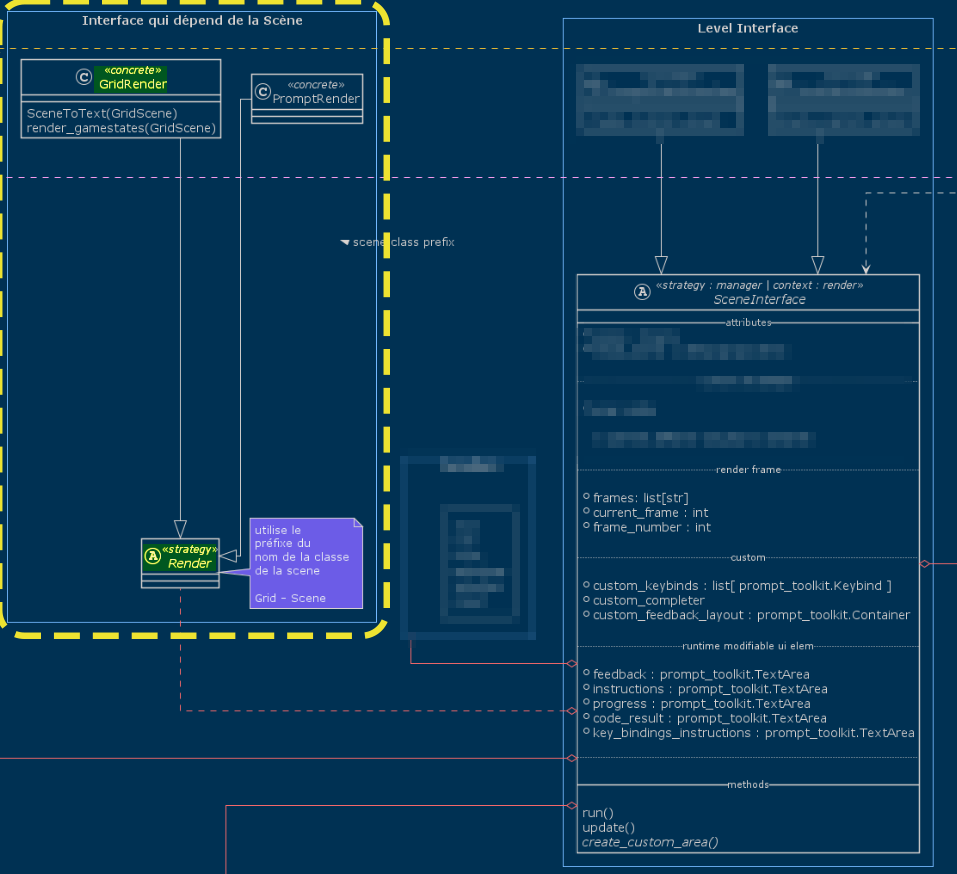 Interface qui dépend de la Scène
C
«concrete»
GridRender
SceneToText(GridScene)
render_gamestates(GridScene)
C
«concrete»
PromptRender
scene class prefix
A
«strategy»
Render
utilise le
préfixe du
nom de la classe
de la scene
Grid - Scene
Level Interface
A
«strategy : manager | context : render»
SceneInterface
attributes
render frame
frames: list[str]
current_frame : int
frame_number : int
custom
custom_keybinds : list[ prompt_toolkit.Keybind ]
custom_completer
custom_feedback_layout : prompt_toolkit.Container
runtime modifiable ui elem
feedback : prompt_toolkit.TextArea
instructions : prompt_toolkit.TextArea
progress : prompt_toolkit.TextArea
code_result : prompt_toolkit.TextArea
key_bindings_instructions : prompt_toolkit.TextArea
methods
run()
update()
create_custom_area()